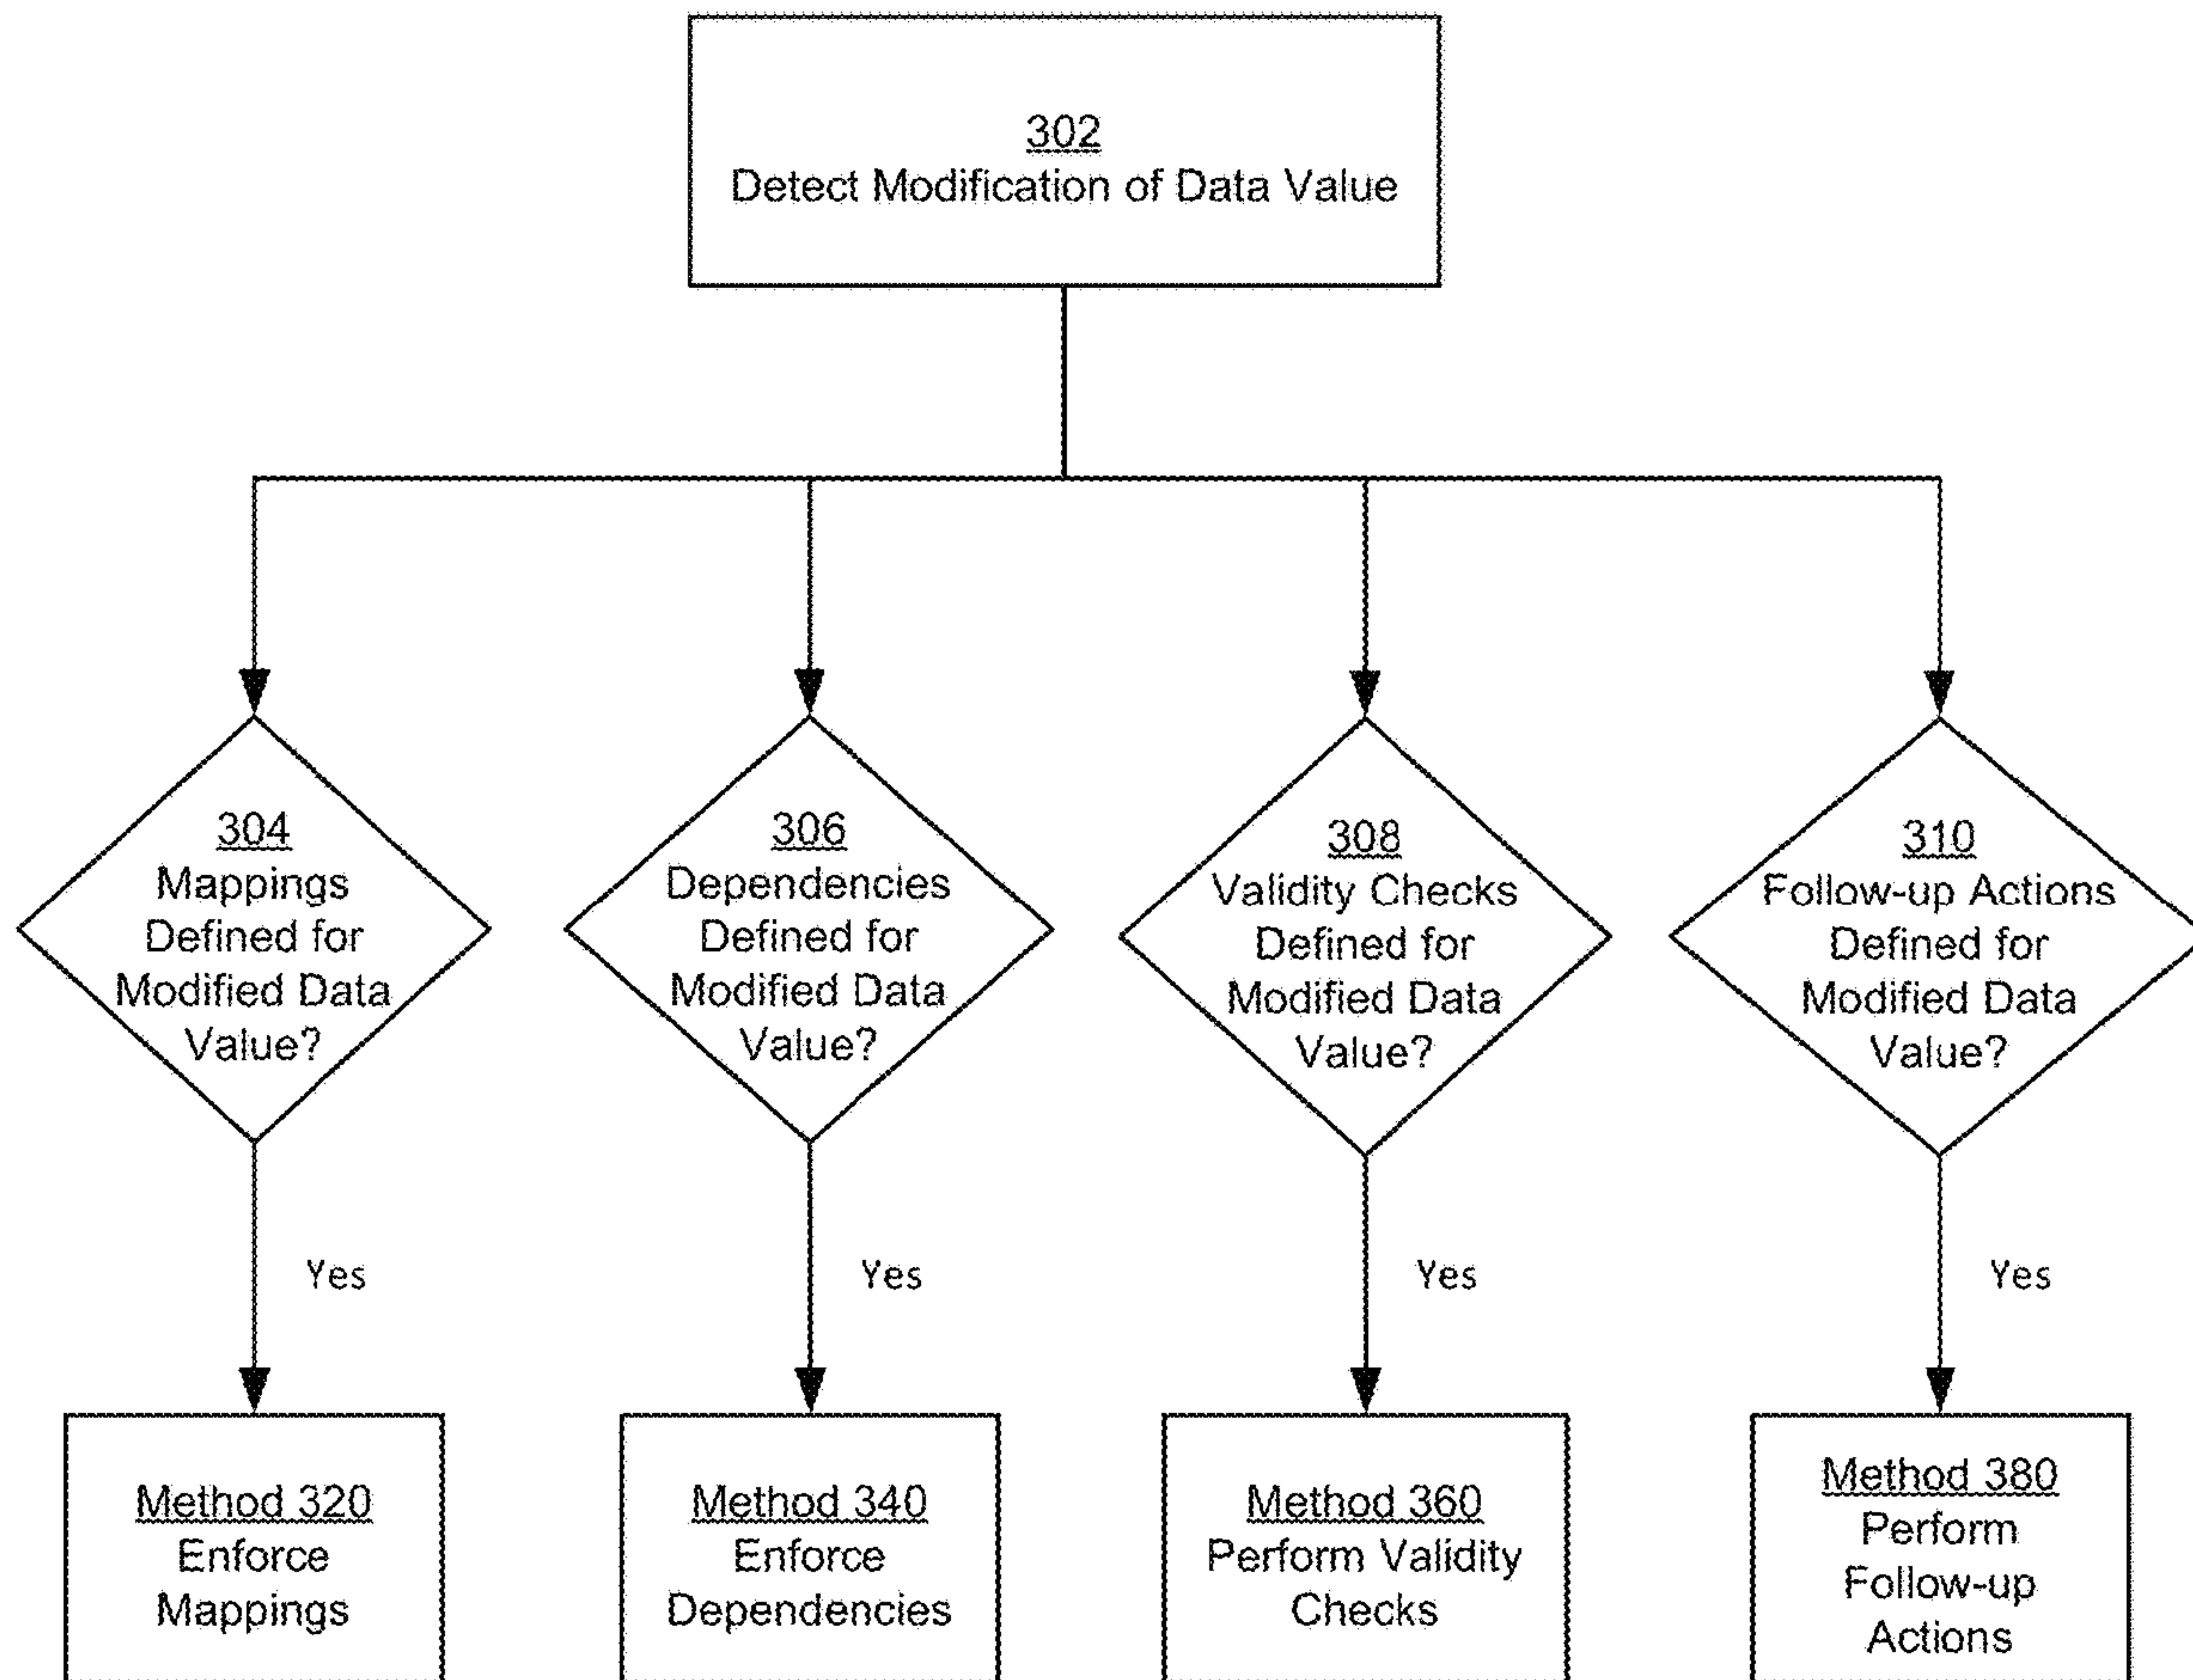 302
Detect Modification of Data Value
304
Mappings
Defined for
Modified Data
Value?
306
Dependencies
Defined for
Modified Data
Value?
308
Validity Checks
Defined for
Modified Data
Value?
310
Follow-up Actions
Defined for
Modified Data
Value?
Yes
Yes
Yes
Yes
Method 320
Enforce
Mappings
Method 340
Enforce
Dependencies
Method 360
Perform Validity
Checks
Method 380
Perform
Follow-up
Actions